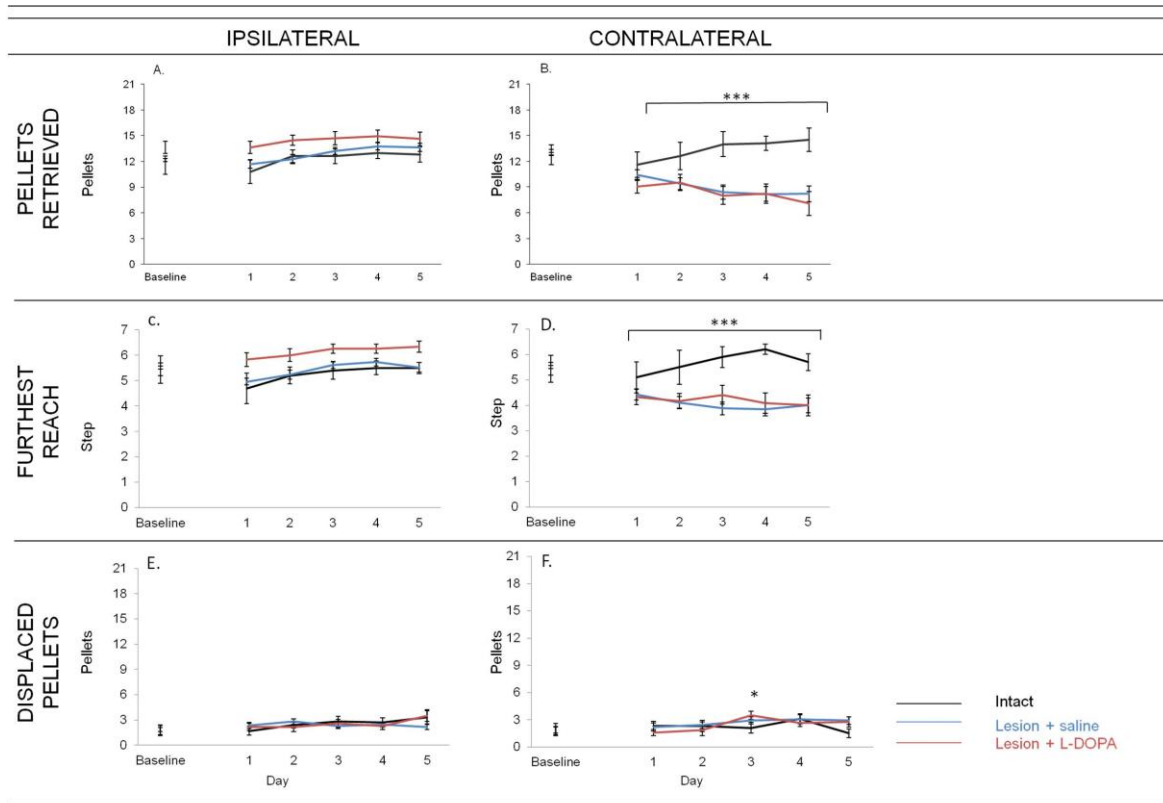 IPSILATERAL
CONTRALATERAL
PELLETS
RETRIEVED
A.
Pellets
21
18
15
12
9
6
3
0
Baseline
1 2 3 4 5
B.
***
Pellets
21
18
15
12
9
6
3
0
Baseline
1 2 3 4 5
FURTHEST
REACH
C.
Step
7
6
5
4
3
2
1
0
Baseline
1 2 3 4 5
D.
***
Step
7
6
5
4
3
2
1
0
Baseline
1 2 3 4 5
DISPLACED
PELLETS
E.
Pellets
21
18
15
12
9
6
3
0
Baseline
1 2 3 4 5
Day
F.
*
Pellets
21
18
15
12
9
6
3
0
Baseline
1 2 3 4 5
Day
Intact
Lesion + saline
Lesion + L-DOPA